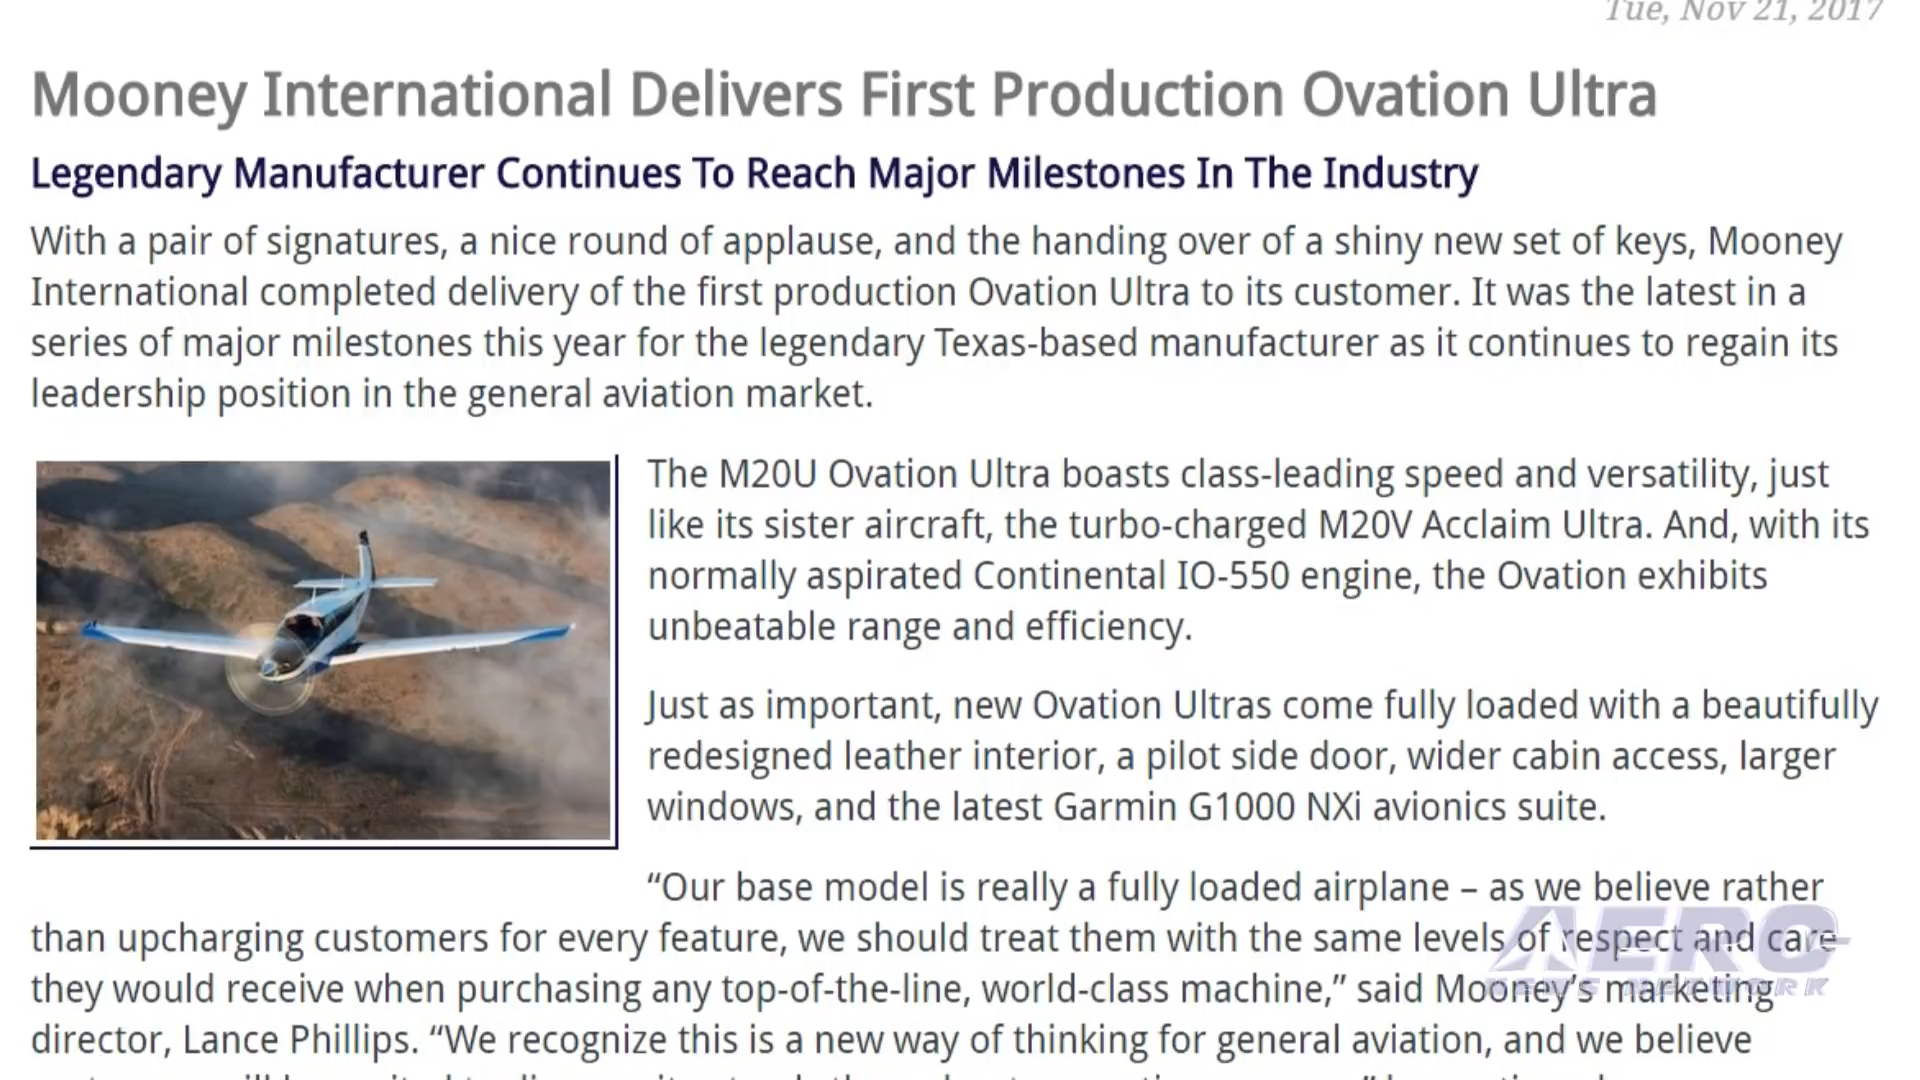 Tue, Nov 21, 2017
Mooney International Delivers First Production Ovation Ultra
Legendary Manufacturer Continues To Reach Major Milestones In The Industry
With a pair of signatures, a nice round of applause, and the handing over of a shiny new set of keys, Mooney
International completed delivery of the first production Ovation Ultra to its customer. It was the latest in a
series of major milestones this year for the legendary Texas-based manufacturer as it continues to regain its
leadership position in the general aviation market.
The M20U Ovation Ultra boasts class-leading speed and versatility, just
like its sister aircraft, the turbo-charged M20V Acclaim Ultra. And, with its
normally aspirated Continental IO-550 engine, the Ovation exhibits
unbeatable range and efficiency.
Just as important, new Ovation Ultras come fully loaded with a beautifully
redesigned leather interior, a pilot side door, wider cabin access, larger
windows, and the latest Garmin G1000 NXi avionics suite.
“Our base model is really a fully loaded airplane – as we believe rather
than upcharging customers for every feature, we should treat them with the same levels of respect and care
they would receive when purchasing any top-of-the-line, world-class machine,” said Mooney’s marketing
director, Lance Phillips. “We recognize this is a new way of thinking for general aviation, and we believe
AERO
NEWS NETWORK